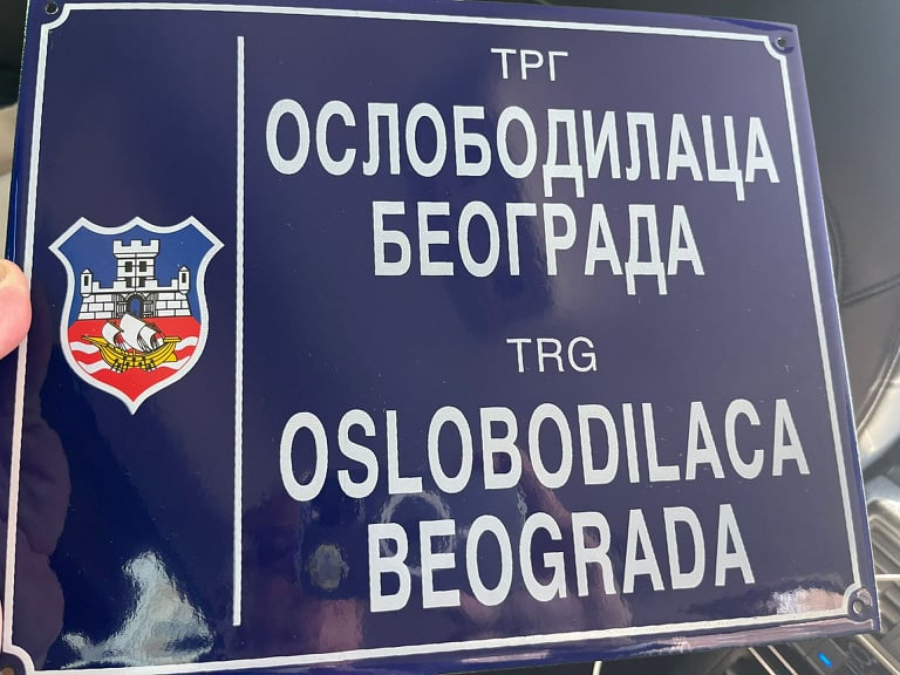 ТРГ
ОСЛОБОДИЛАЦА
БЕОГРАДА
TRG
OSLOBODILACA
BEOGRADA